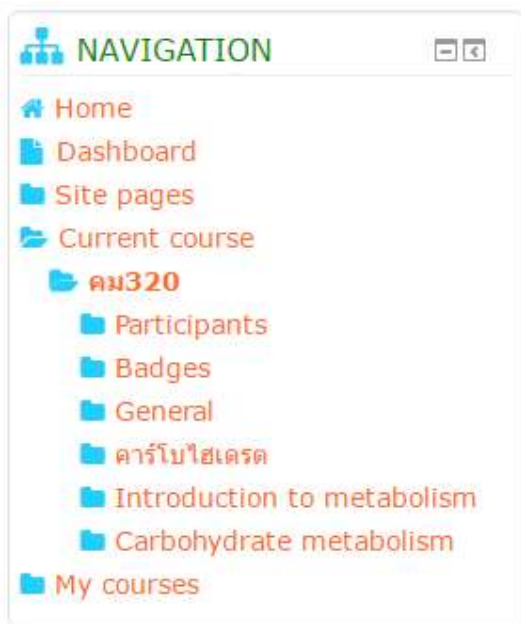 NAVIGATION
Home
Dashboard
Site pages
Current course
คม320
Participants
Badges
General
คาร์โบไฮเดรด
Introduction to metabolism
Carbohydrate metabolism
My courses